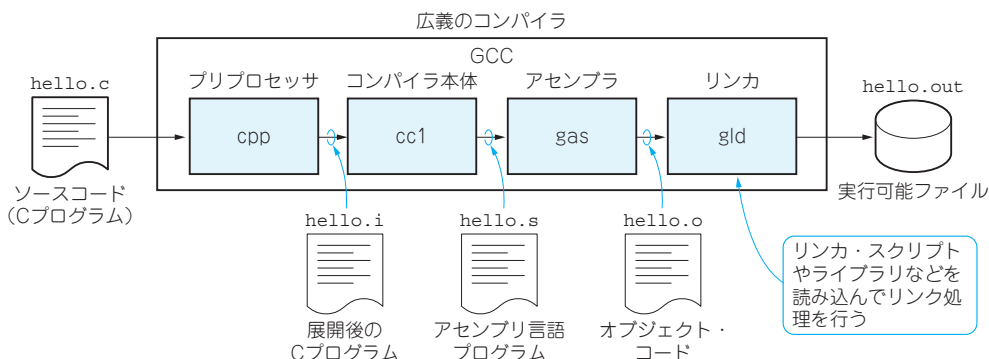 広義のコンパイラ
GCC
hello.c
プリプロセッサ
コンパイラ本体
アセンブラ
リンカ
hello.out
cpp
cc1
gas
gld
ソースコード
(Cプログラム)
実行可能ファイル
hello.i
hello.s
hello.o
展開後の
Cプログラム
アセンブリ言語
プログラム
オブジェクト・
コード
リンカ・スクリプト
やライブラリなどを
読み込んでリンク処
理を行う